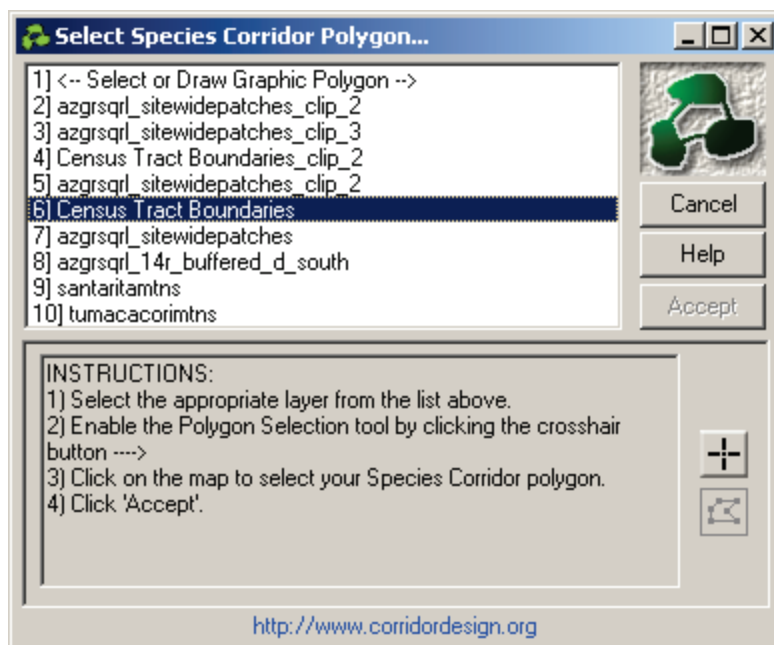 Select Species Corridor Polygon...
1] <-- Select or Draw Graphic Polygon -->
2] azgrsqrl_sitewidepatches_clip_2
3] azgrsqrl_sitewidepatches_clip_3
4] Census Tract Boundaries_clip_2
5] azgrsqrl_sitewidepatches_clip_2
6] Census Tract Boundaries
7] azgrsqrl_sitewidepatches
8] azgrsqrl_14r_buffered_d_south
9] santaritamtns
10] tumacacorimtns
Cancel
Help
Accept
INSTRUCTIONS:
1) Select the appropriate layer from the list above.
2) Enable the Polygon Selection tool by clicking the crosshair
button ---->
3) Click on the map to select your Species Corridor polygon.
4) Click 'Accept'.
http://www.corridordesign.org